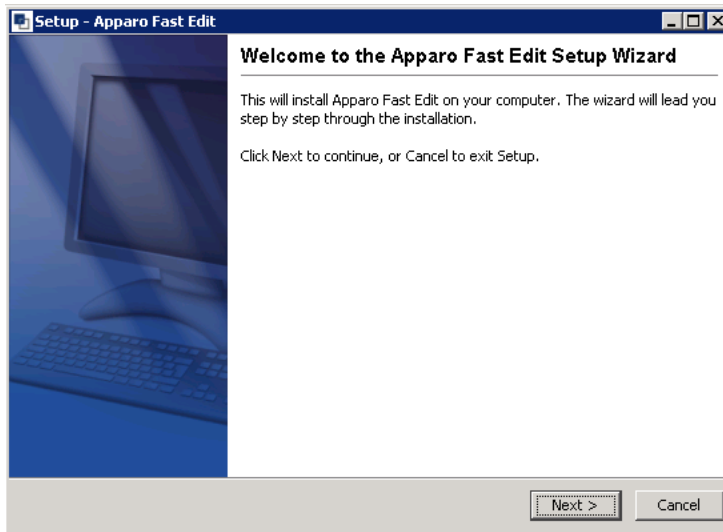 Setup - Apparo Fast Edit
Welcome to the Apparo Fast Edit Setup Wizard
This will install Apparo Fast Edit on your computer. The wizard will lead you
step by step through the installation.
Click Next to continue, or Cancel to exit Setup.
Next >
Cancel